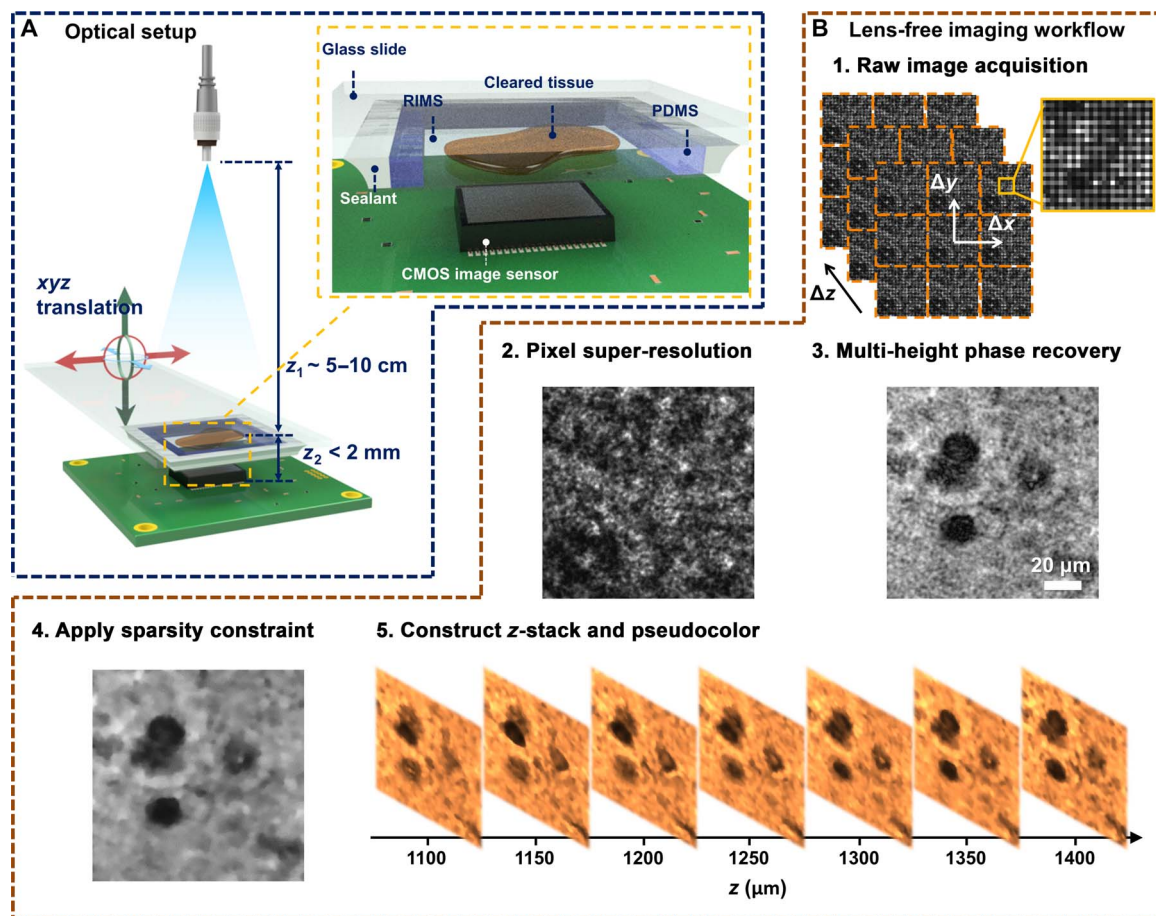 A
Optical setup
Glass slide
Cleared tissue
RIMS
PDMS
Sealant
CMOS image sensor
xyz
translation
z1 ~ 5–10 cm
z2 < 2 mm
B
Lens-free imaging workflow
1. Raw image acquisition
Δy
Δx
Δz
2. Pixel super-resolution
3. Multi-height phase recovery
20 μm
4. Apply sparsity constraint
5. Construct z-stack and pseudocolor
1100 1150 1200 1250 1300 1350 1400
z (μm)